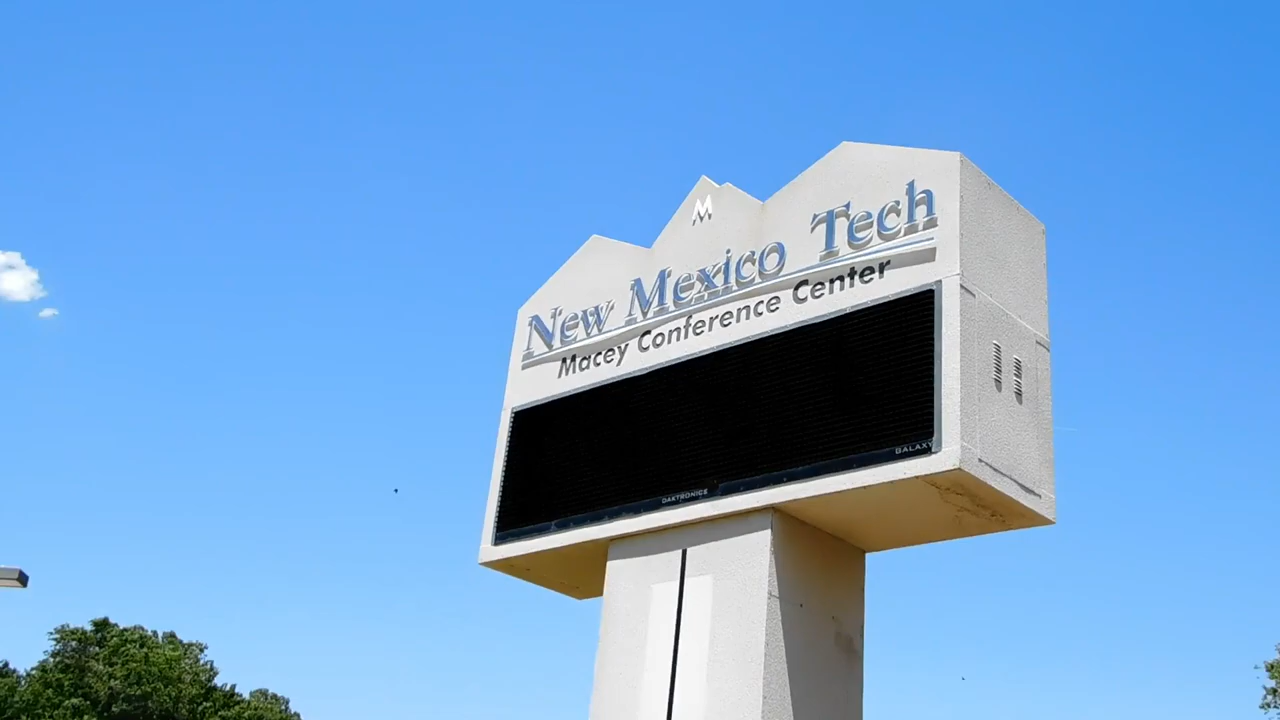 M
New Mexico Tech
Macey Conference Center
GALAXY
DAKTRONICS